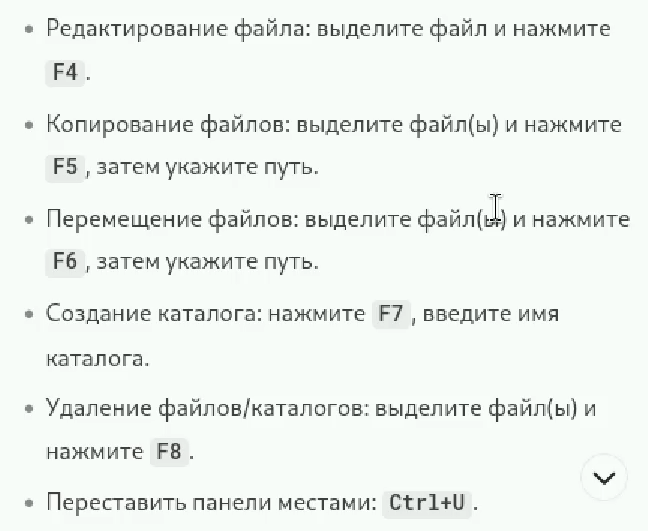 • Редактирование файла: выделите файл и нажмите
F4.
• Копирование файлов: выделите файл(ы) и нажмите
F5, затем укажите путь.
• Перемещение файлов: выделите файл(ы) и нажмите
F6, затем укажите путь.
• Создание каталога: нажмите F7, введите имя
каталога.
• Удаление файлов/каталогов: выделите файл(ы) и
нажмите F8.
• Переставить панели местами: Ctrl+U.